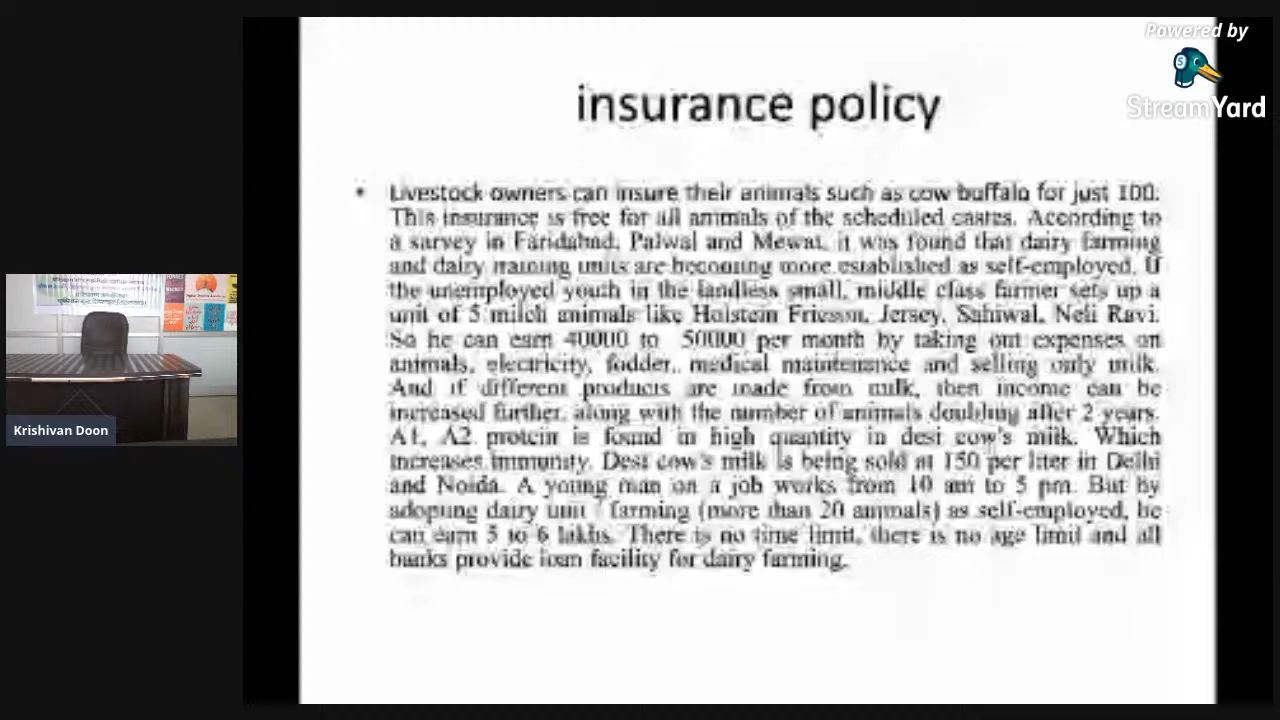 Powered by
StreamYard
insurance policy
• Livestock owners can insure their animals such as cow buffalo for just 100.
This insurance is free for all animals of the scheduled castes. According to
a survey in Faridabad, Palwal and Mewat, it was found that dairy farming
and dairy training units are becoming more established as self-employed. If
the unemployed youth in the landless small, middle class farmer sets up a
unit of 5 milch animals like Holstein Friesion, Jersey, Sahiwal, Neli Ravi.
So he can earn 40000 to 50000 per month by taking out expenses on
animals, electricity, fodder,. medical maintenance and selling only milk.
And if different products are made from milk, then income can be
increased further, along with the number of animals doubling after 2 years.
A1, A2 protein is found in high quantity in desi cow's milk. Which
increases immunity. Desi cow's milk is being sold at 150 per liter in Delhi
and Noida. A young man on a job works from 10 am to 5 pm. But by
adopting dairy unit farming (more than 20 animals) as self-employed, he
can earn 5 to 6 lakhs. There is no time limit, there is no age limit and all
banks provide loan facility for dairy farming.
Krishivan Doon